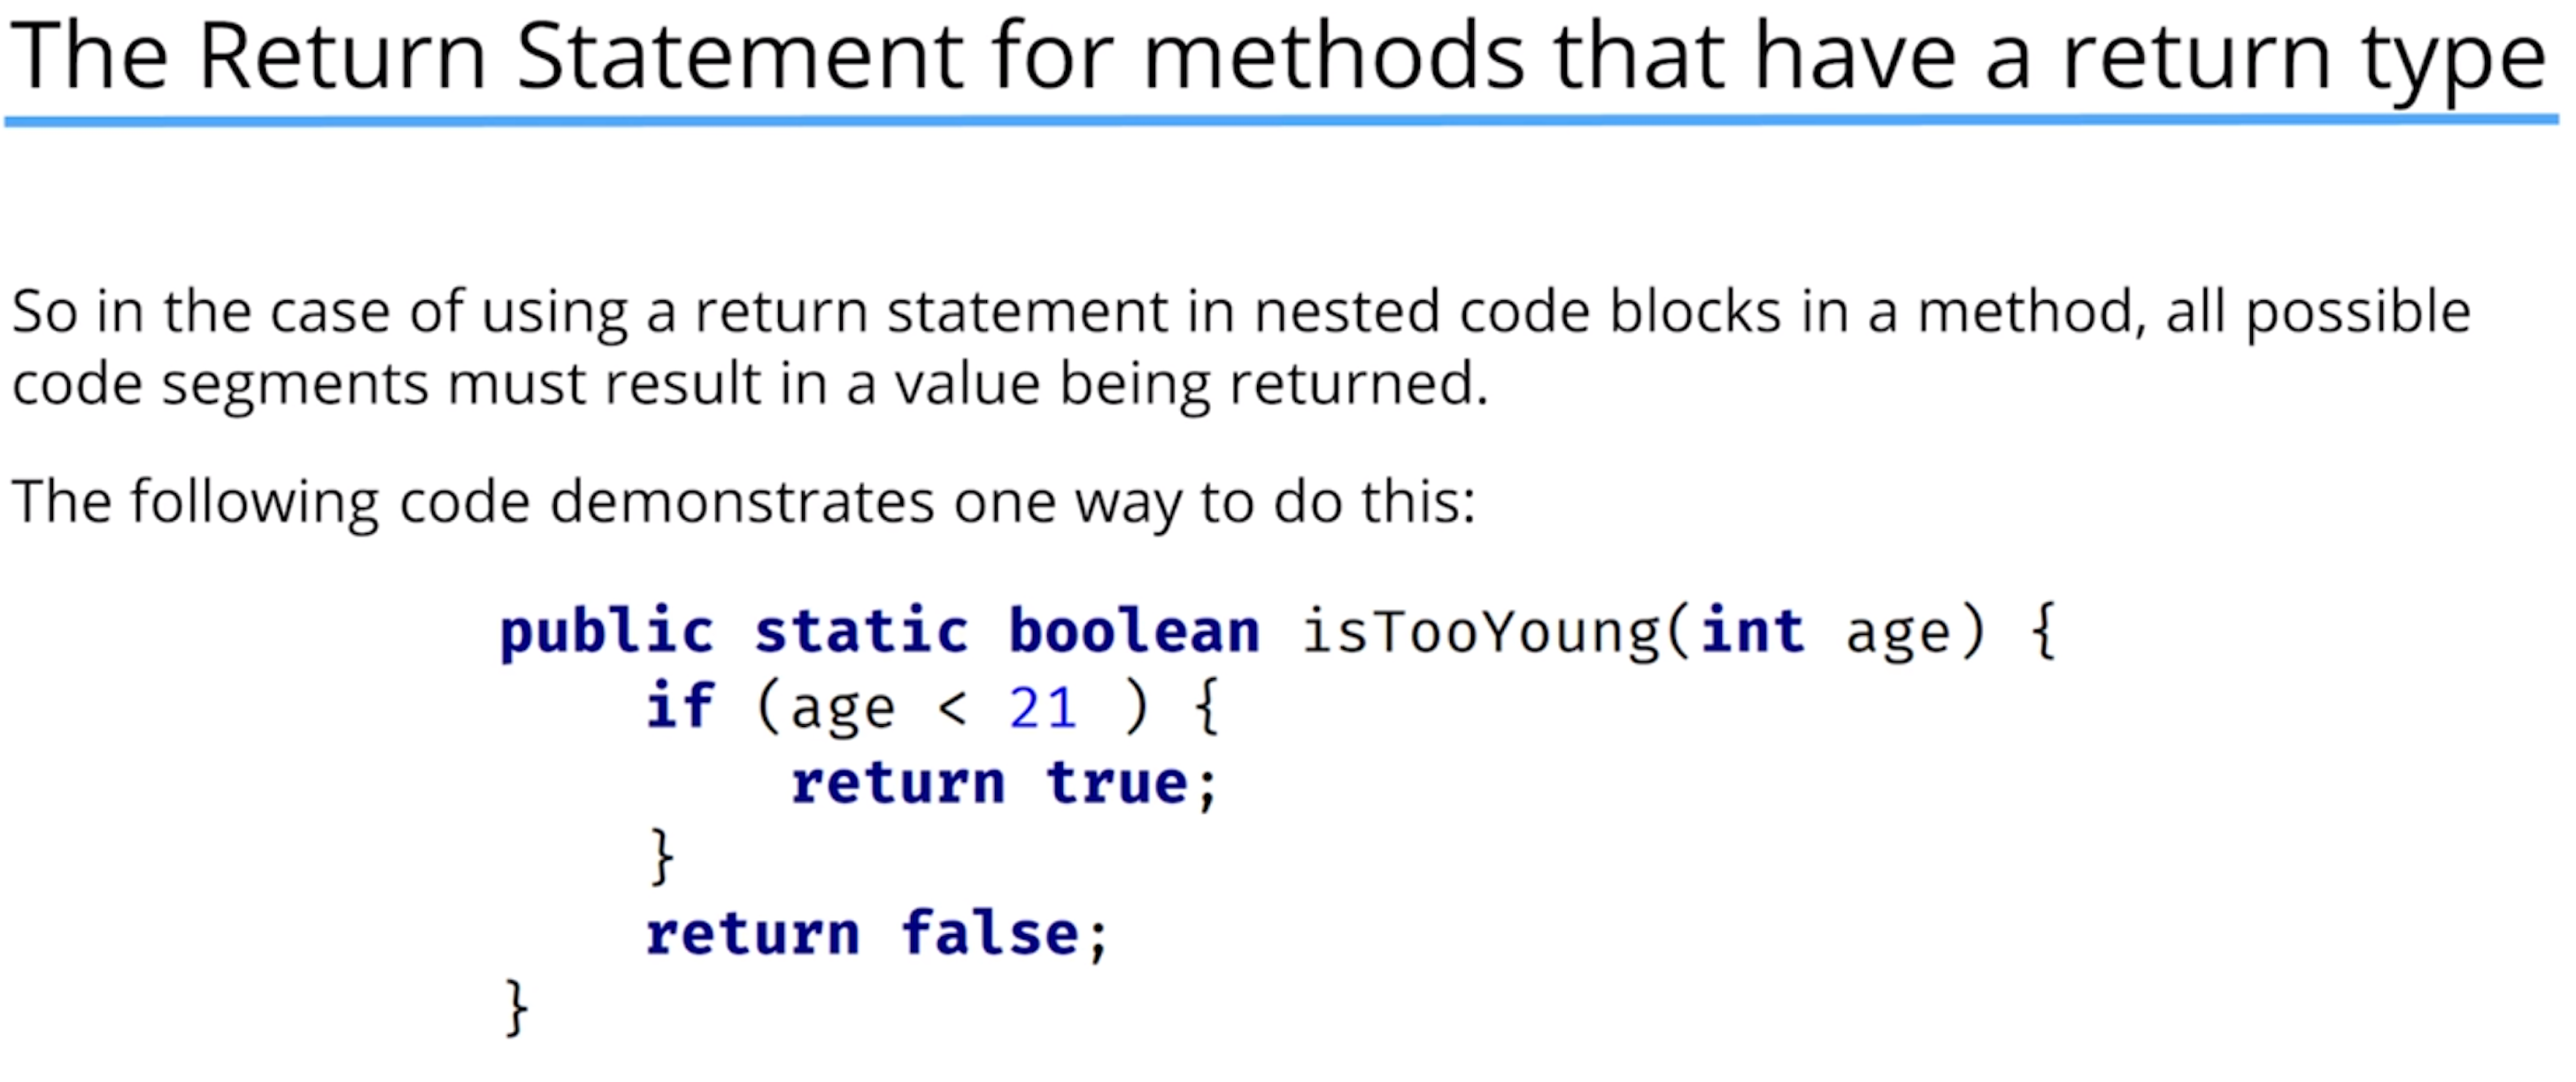 The Return Statement for methods that have a return type
So in the case of using a return statement in nested code blocks in a method, all possible
code segments must result in a value being returned.
The following code demonstrates one way to do this:
public static boolean isTooYoung(int age) {
    if (age < 21 ) {
        return true;
    }
    return false;
}